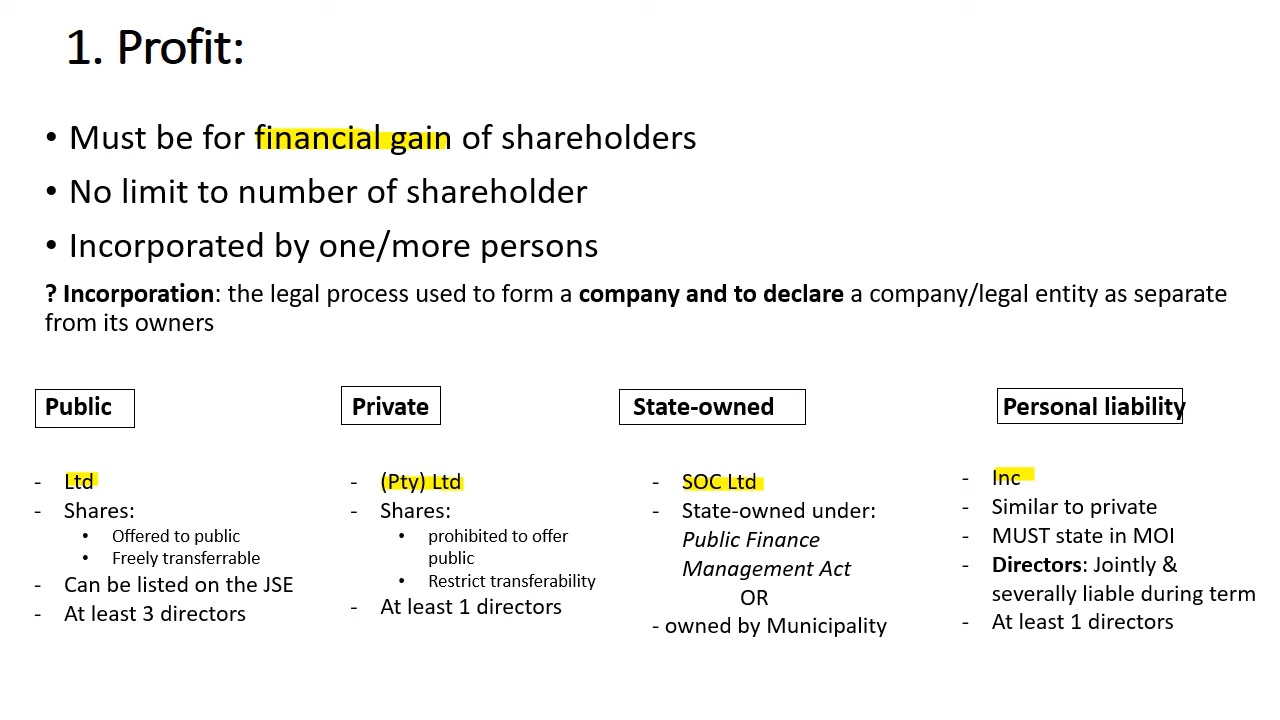 1. Profit:
• Must be for financial gain of shareholders
• No limit to number of shareholder
• Incorporated by one/more persons
? Incorporation: the legal process used to form a company and to declare a company/legal entity as separate
from its owners
Public
- Ltd
- Shares:
• Offered to public
• Freely transferrable
- Can be listed on the JSE
- At least 3 directors
Private
- (Pty) Ltd
- Shares:
• prohibited to offer
public
• Restrict transferability
- At least 1 directors
State-owned
- SOC Ltd
- State-owned under:
Public Finance
Management Act
OR
- owned by Municipality
Personal liability
- Inc
- Similar to private
- MUST state in MOI
- Directors: Jointly &
severally liable during term
- At least 1 directors